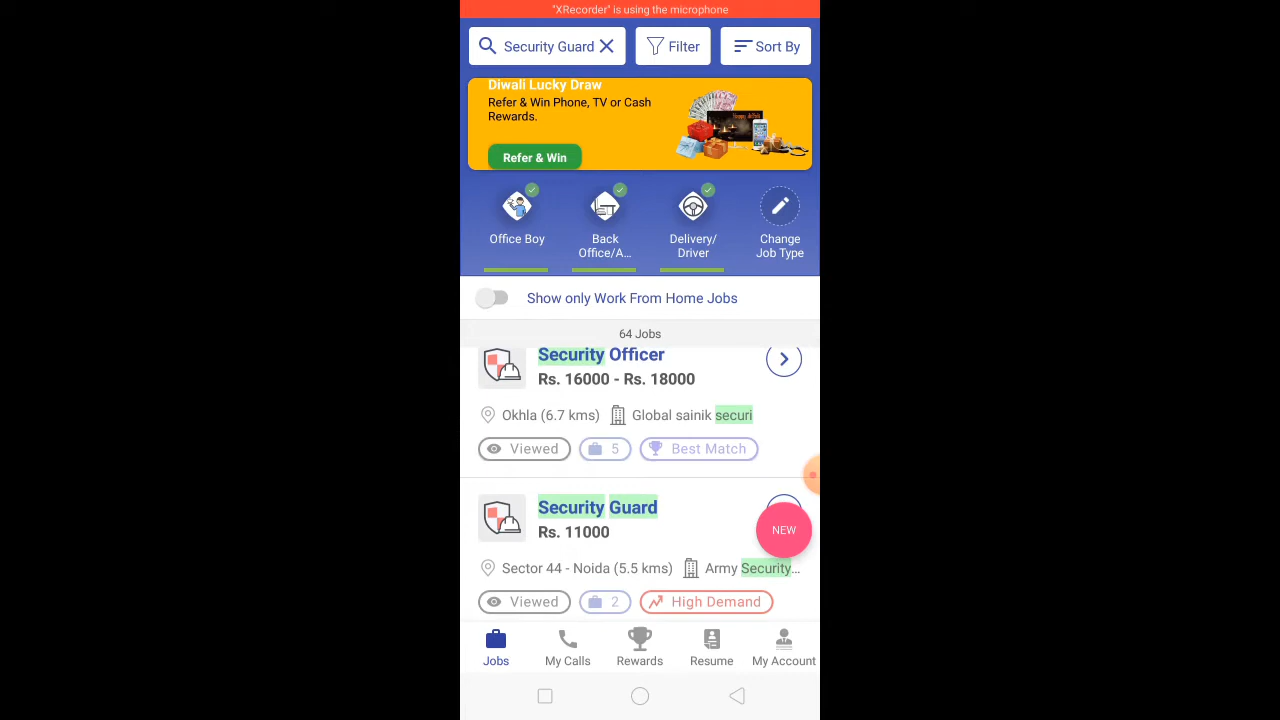 "XRecorder" is using the microphone
Security Guard
Filter
Sort By
Diwali Lucky Draw
Refer & Win Phone, TV or Cash
Rewards.
Refer & Win
Office Boy
Back
Office/A...
Delivery/
Driver
Change
Job Type
Show only Work From Home Jobs
64 Jobs
Security Officer
Rs. 16000 - Rs. 18000
Okhla (6.7 kms)
Global sainik securi
Viewed
5
Best Match
Security Guard
Rs. 11000
NEW
Sector 44 - Noida (5.5 kms)
Army Security...
Viewed
2
High Demand
Jobs
My Calls
Rewards
Resume
My Account